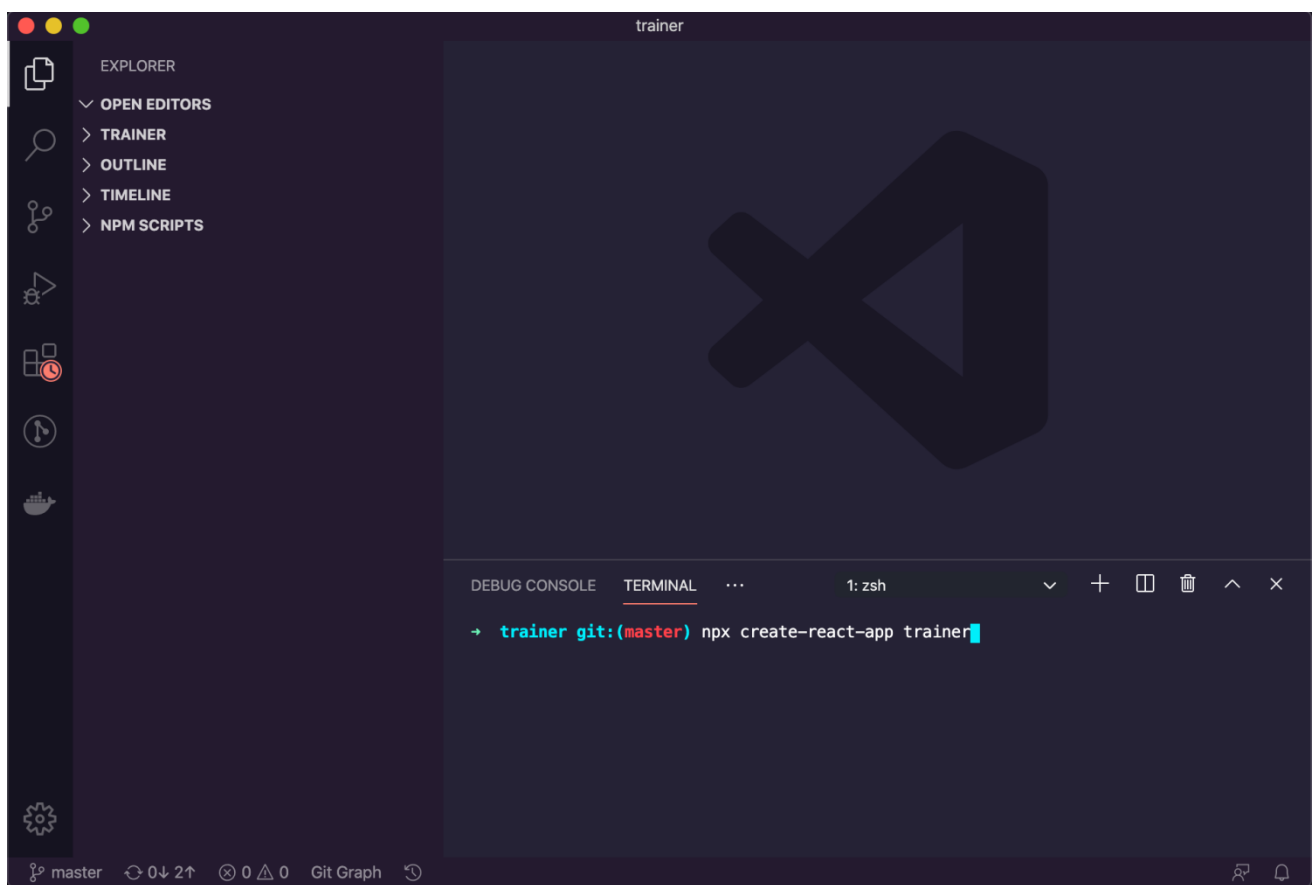 trainer
EXPLORER
OPEN EDITORS
TRAINER
OUTLINE
TIMELINE
NPM SCRIPTS
DEBUG CONSOLE TERMINAL ··· 1: zsh
→ trainer git:(master) npx create-react-app trainer
master 0↓ 2↑ 0 0 Git Graph